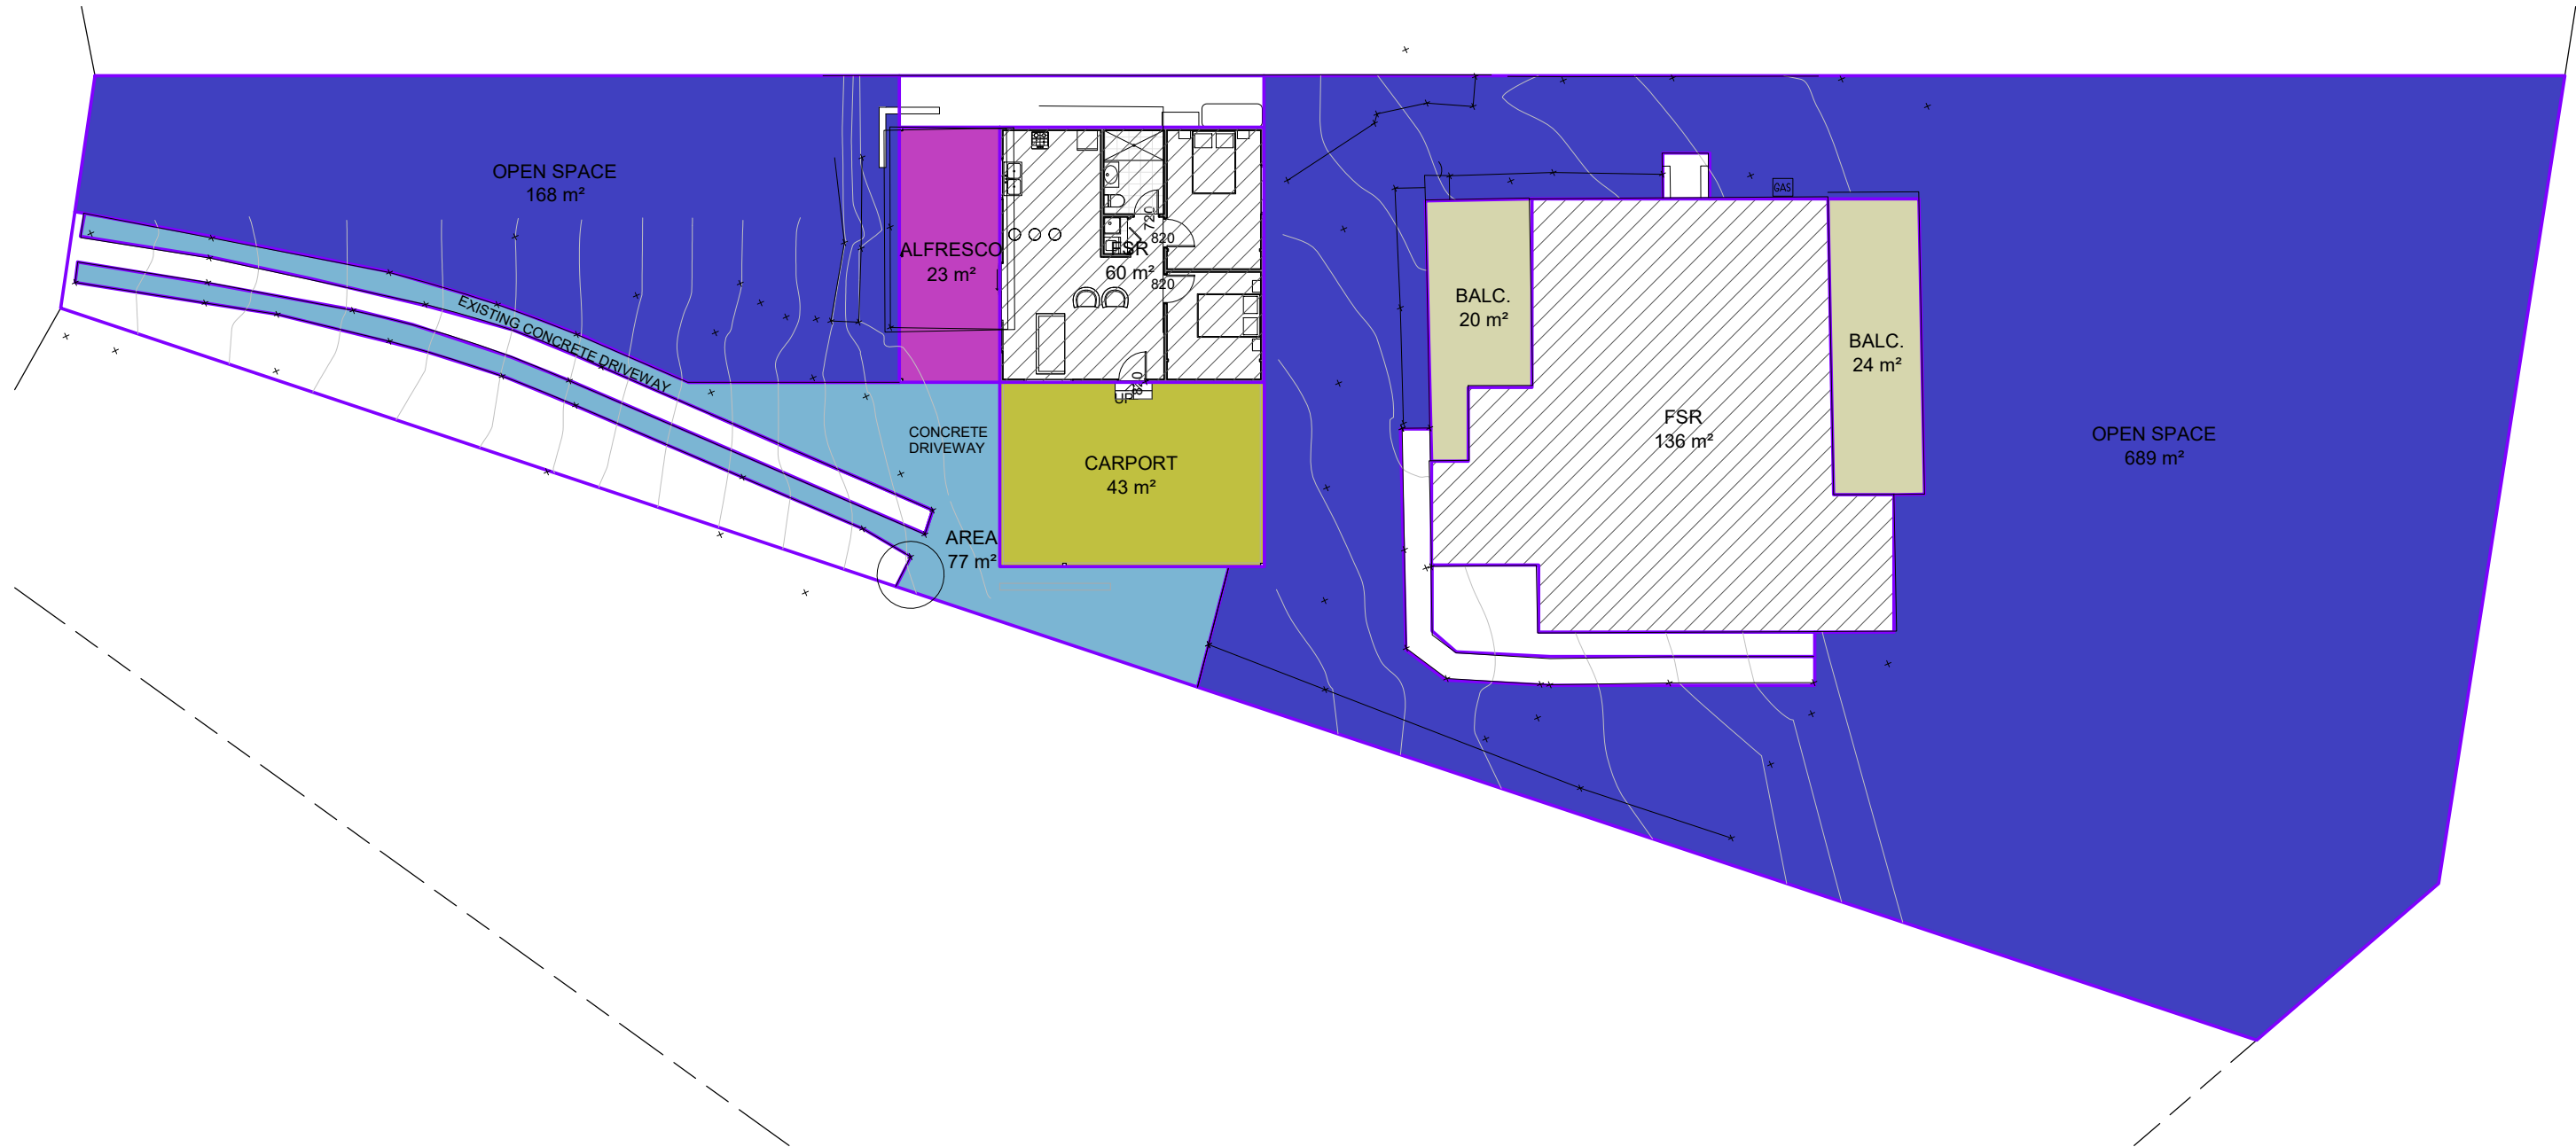 OPEN SPACE
168 m²
EXISTING CONCRETE DRIVEWAY
ALFRESCO
23 m²
FSR
60 m²
720
820
820
820
UP
CONCRETE
DRIVEWAY
CARPORT
43 m²
AREA
77 m²
GAS
BALC.
20 m²
BALC.
24 m²
FSR
136 m²
OPEN SPACE
689 m²